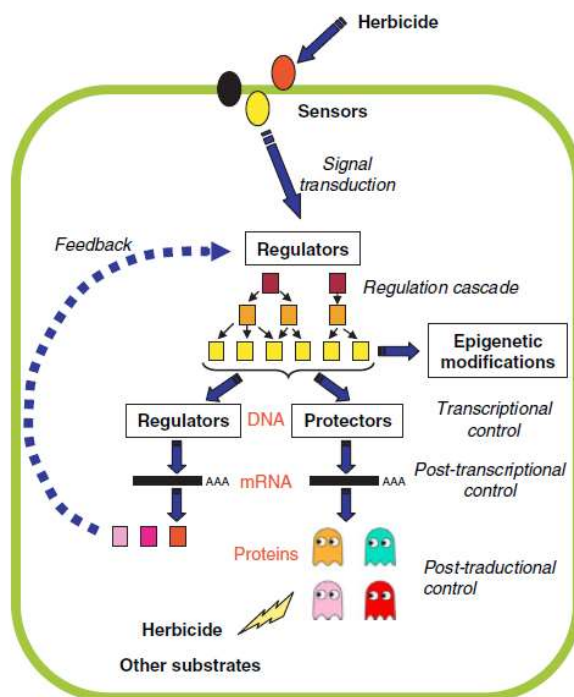 Herbicide
Sensors
Signal
transduction
Feedback
Regulators
Regulation cascade
Epigenetic
modifications
Regulators
DNA
Protectors
Transcriptional
control
mRNA
AAA
AAA
Post-transcriptional
control
Proteins
Post-traductional
control
Herbicide
Other substrates